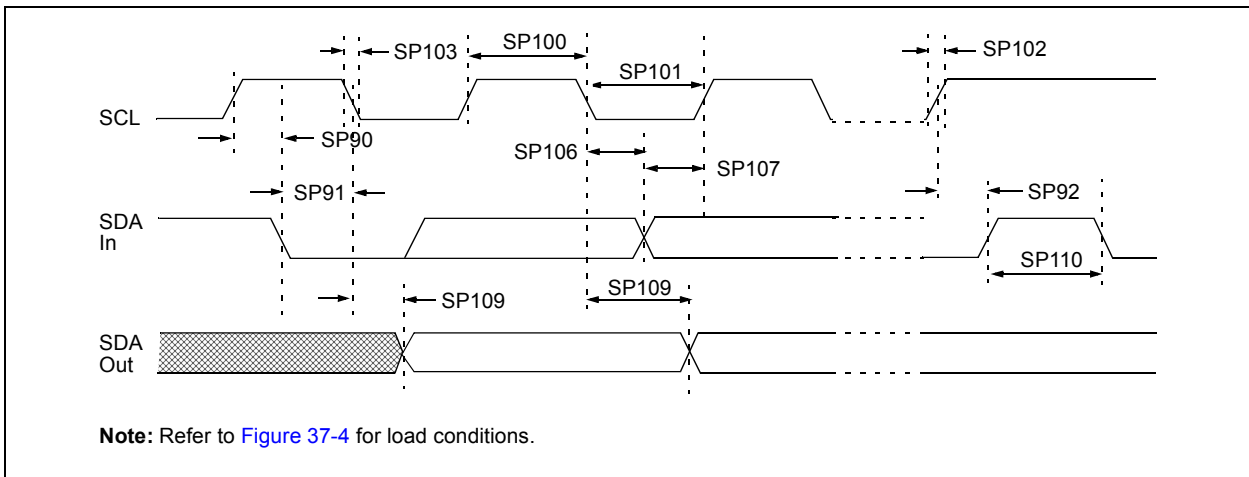 SP103
SP100
SP102
SP101
SCL
SP90
SP106
SP107
SP91
SP92
SDA
In
SP110
SP109
SP109
SDA
Out
Note: Refer to Figure 37-4 for load conditions.